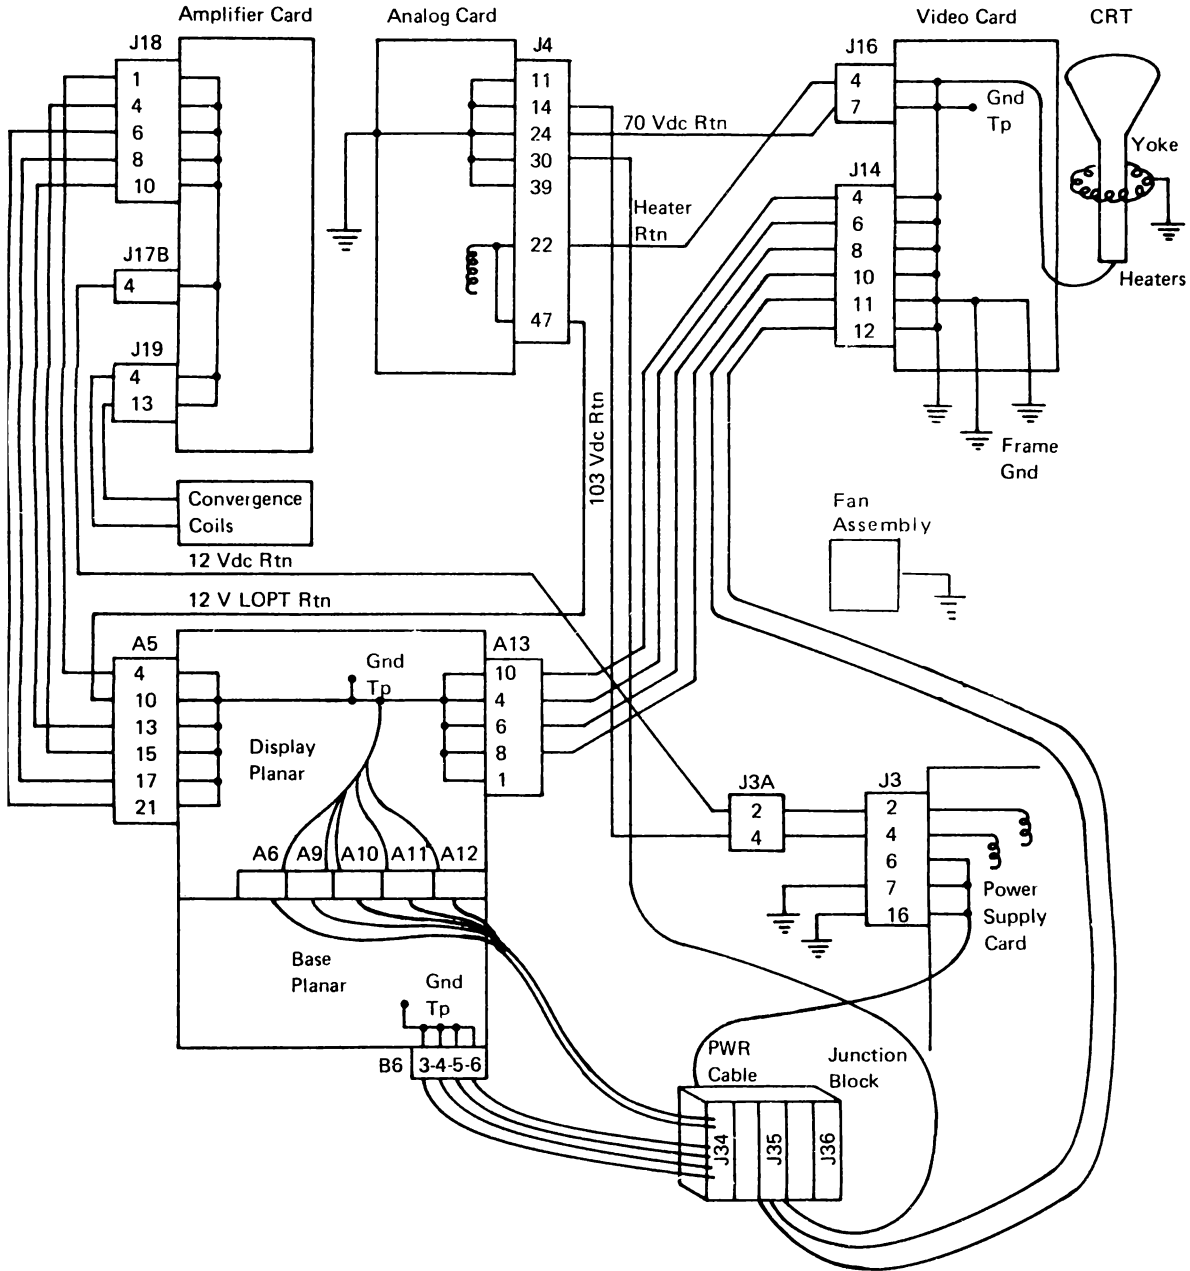 Amplifier Card
Analog Card
Video Card
CRT
J18
1
4
6
8
10
J17B
4
J19
4
13
Convergence
Coils
J4
11
14
24
30
39
22
47
70 Vdc Rtn
Heater
Rtn
103 Vdc Rtn
J16
4
7
Gnd
Tp
J14
4
6
8
10
11
12
Yoke
Heaters
Frame
Gnd
Fan
Assembly
12 Vdc Rtn
12 V LOPT Rtn
A5
4
10
13
15
17
21
Gnd
Tp
Display
Planar
A13
10
4
6
8
1
A6
A9
A10
A11
A12
Base
Planar
Gnd
Tp
B6
3-4-5-6
J3A
2
4
J3
2
4
6
7
16
Power
Supply
Card
PWR
Cable
Junction
Block
J34
J35
J36